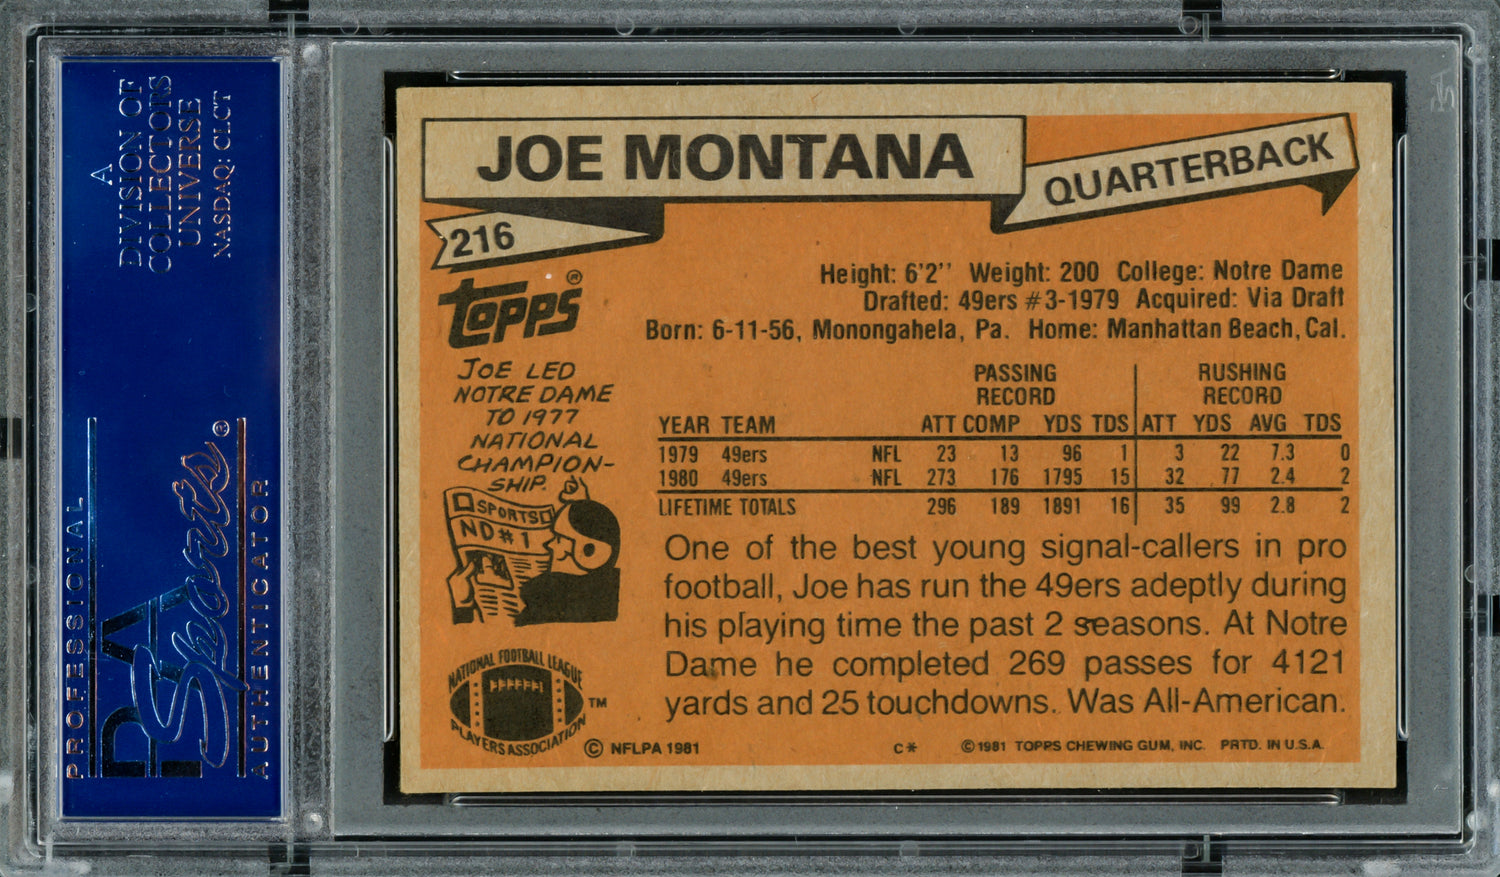 A
DIVISION OF
COLLECTORS
UNIVERSE
NASDAQ: CLCT
PROFESSIONAL
PSA
Sports®
AUTHENTICATOR
JOE MONTANA
QUARTERBACK
216
TOPPS®
Height: 6'2'' Weight: 200 College: Notre Dame
Drafted: 49ers #3-1979 Acquired: Via Draft
Born: 6-11-56, Monongahela, Pa. Home: Manhattan Beach, Cal.
JOE LED
NOTRE DAME
TO 1977
NATIONAL
CHAMPION-
SHIP.
SPORTS
ND#1
PASSING RUSHING
RECORD RECORD
YEAR TEAM ATT COMP YDS TDS ATT YDS AVG TDS
1979 49ers NFL 23 13 96 1 3 22 7.3 0
1980 49ers NFL 273 176 1795 15 32 77 2.4 2
LIFETIME TOTALS 296 189 1891 16 35 99 2.8 2
One of the best young signal-callers in pro
football, Joe has run the 49ers adeptly during
his playing time the past 2 seasons. At Notre
Dame he completed 269 passes for 4121
yards and 25 touchdowns. Was All-American.
NATIONAL FOOTBALL LEAGUE
PLAYERS ASSOCIATION
TM
© NFLPA 1981 C* ©1981 TOPPS CHEWING GUM, INC. PRTD. IN U.S.A.